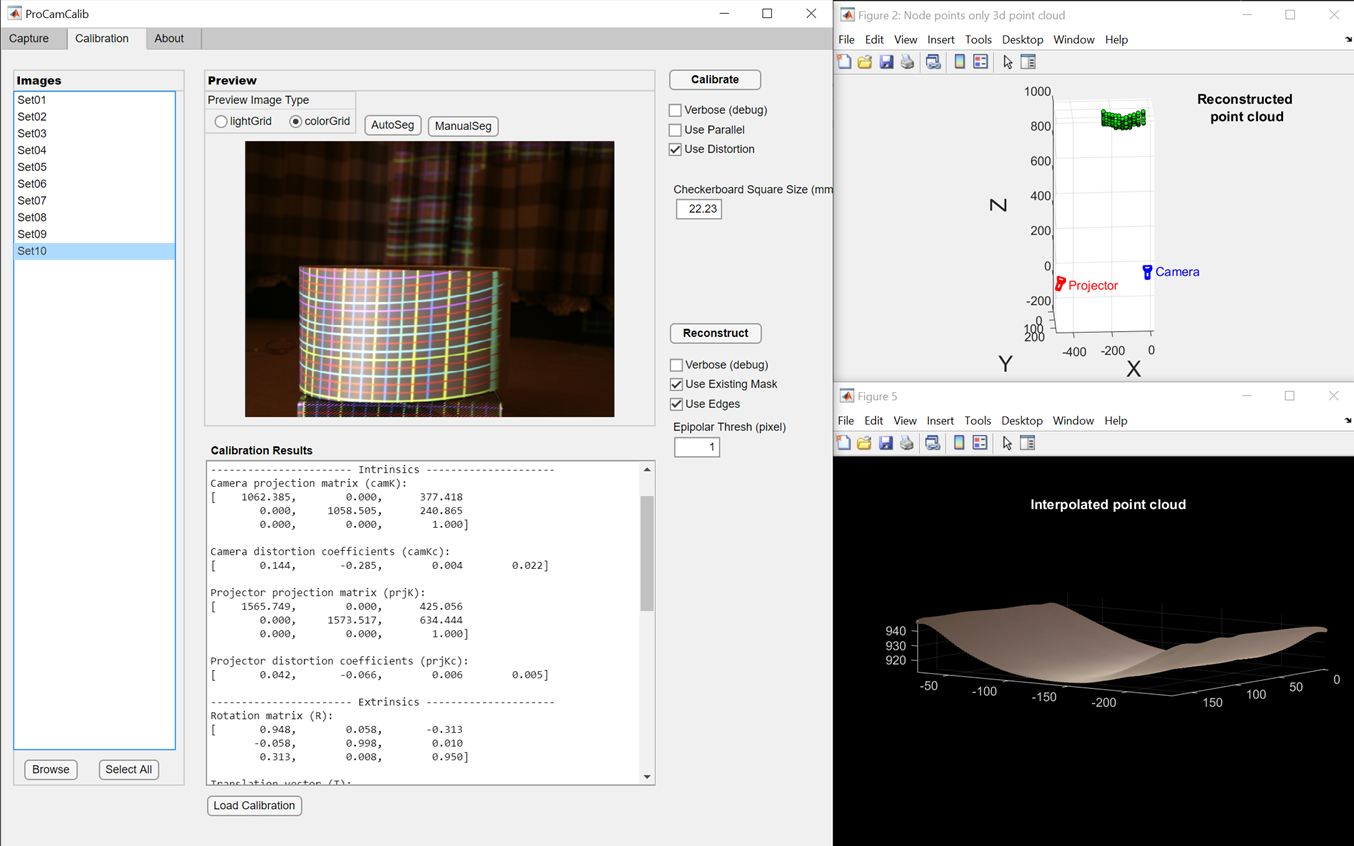 ProCamCalib
Capture Calibration About
Images
Set01
Set02
Set03
Set04
Set05
Set06
Set07
Set08
Set09
Set10
Browse Select All
Preview
Preview Image Type
lightGrid colorGrid AutoSeg ManualSeg
Calibration Results
----------------------- Intrinsics ---------------------
Camera projection matrix (camK):
[ 1062.385, 0.000, 377.418
0.000, 1058.505, 240.865
0.000, 0.000, 1.000]
Camera distortion coefficients (camKc):
[ 0.144, -0.285, 0.004 0.022]
Projector projection matrix (prjK):
[ 1565.749, 0.000, 425.056
0.000, 1573.517, 634.444
0.000, 0.000, 1.000]
Projector distortion coefficients (prjKc):
[ 0.042, -0.066, 0.006 0.005]
----------------------- Extrinsics ---------------------
Rotation matrix (R):
[ 0.948, 0.058, -0.313
-0.058, 0.998, 0.010
0.313, 0.008, 0.950]
Translation vector (T):
Load Calibration
Calibrate
Verbose (debug)
Use Parallel
Use Distortion
Checkerboard Square Size (mm
22.23
Reconstruct
Verbose (debug)
Use Existing Mask
Use Edges
Epipolar Thresh (pixel)
1
Figure 2: Node points only 3d point cloud
File Edit View Insert Tools Desktop Window Help
Reconstructed
point cloud
1000
800
600
400
200
0
-200
0
100
200
Z
Y
X
-400 -200 0
Projector
Camera
Figure 5
File Edit View Insert Tools Desktop Window Help
Interpolated point cloud
940
930
920
-50 -100 -150 -200
150 100 50 0